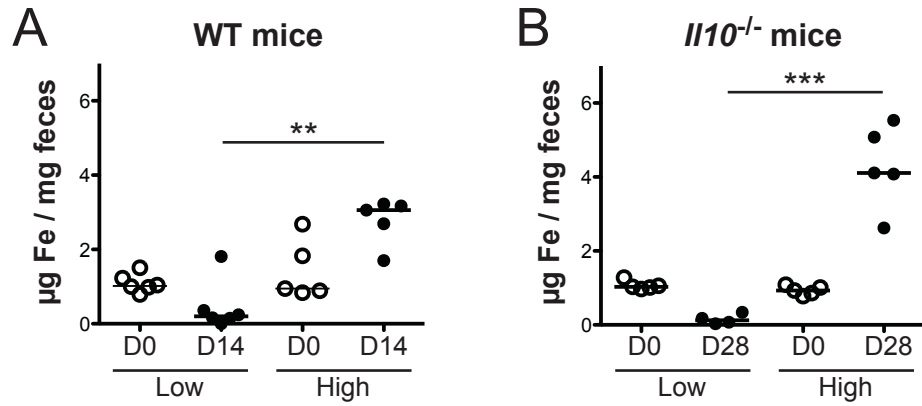 A
WT mice
µg Fe / mg feces
6
4
2
0
**
D0 D14 D0 D14
Low High
B
Il10-/- mice
µg Fe / mg feces
6
4
2
0
***
D0 D28 D0 D28
Low High